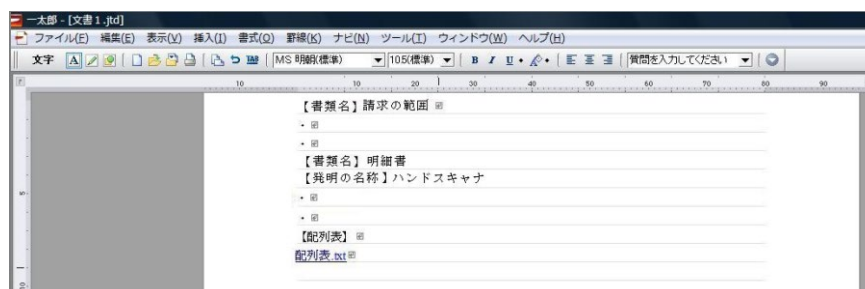 一太郎 - [文書1.jtd]
ファイル(F) 編集(E) 表示(V) 挿入(I) 書式(O) 罫線(K) ナビ(N) ツール(T) ウィンドウ(W) ヘルプ(H)
文字 A MS 明朝(標準) 10.5(標準) B I U 質問を入力してください
10 10 20 30 40 50 60 70 80 90
【書類名】請求の範囲
・
・
【書類名】明細書
【発明の名称】ハンドスキャナ
・
・
【配列表】
配列表.txt